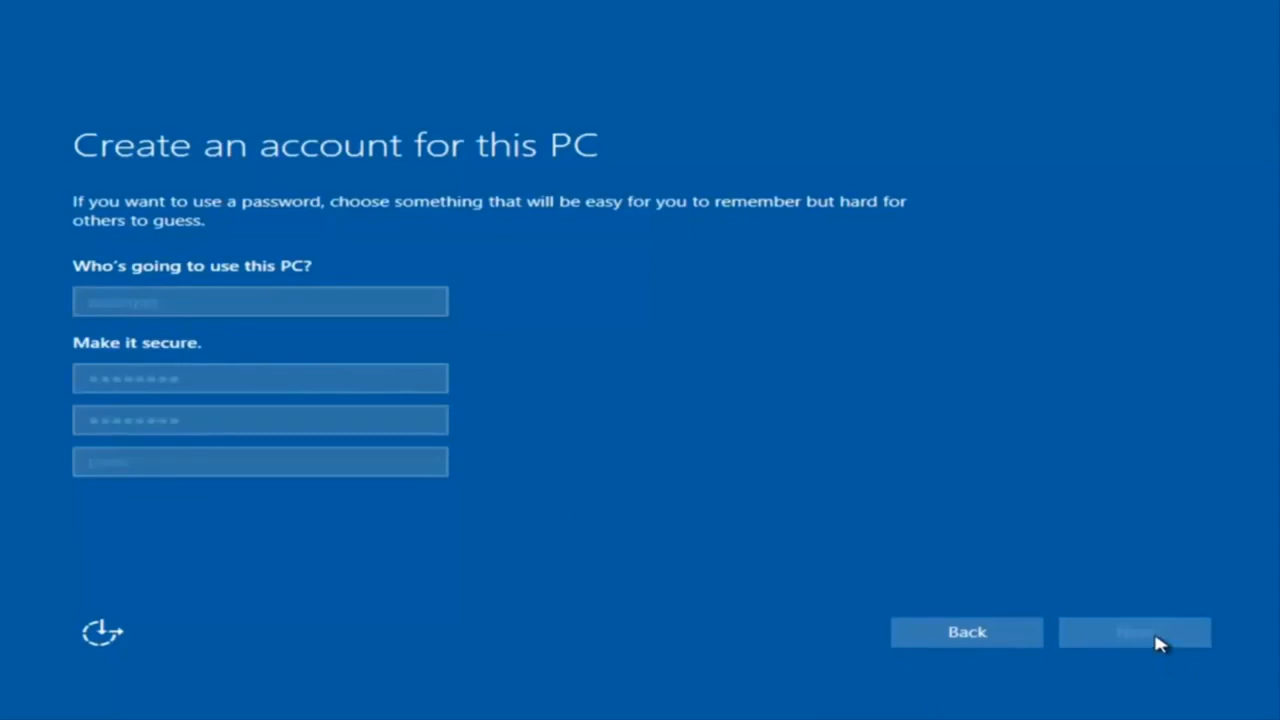 Create an account for this PC
If you want to use a password, choose something that will be easy for you to remember but hard for
others to guess.
Who's going to use this PC?
Make it secure.
Back